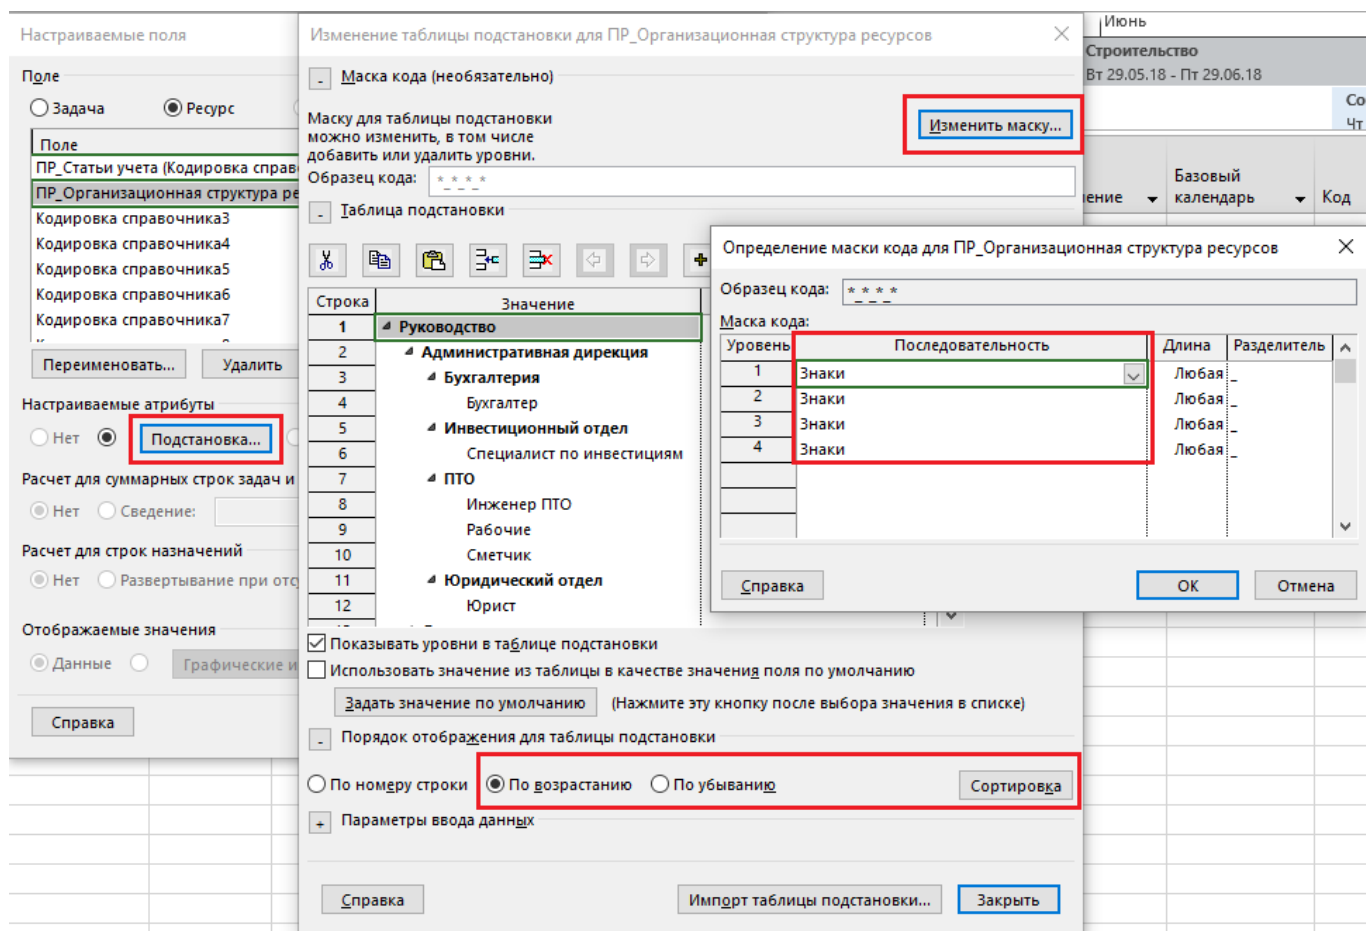 Настраиваемые поля
Поле
Задача
Ресурс
Поле
ПР_Статьи учета (Кодировка справ
ПР_Организационная структура ре
Кодировка справочника3
Кодировка справочника4
Кодировка справочника5
Кодировка справочника6
Кодировка справочника7
Переименовать...
Удалить
Настраиваемые атрибуты
Нет
Подстановка...
Расчет для суммарных строк задач и
Нет
Сведение:
Расчет для строк назначений
Нет
Развертывание при отс
Отображаемые значения
Данные
Графические и
Справка
Изменение таблицы подстановки для ПР_Организационная структура ресурсов
- Маска кода (необязательно)
Маску для таблицы подстановки
можно изменить, в том числе
добавить или удалить уровни.
Изменить маску...
Образец кода: *_*_*_*
- Таблица подстановки
Строка Значение
1 Руководство
2 Административная дирекция
3 Бухгалтерия
4 Бухгалтер
5 Инвестиционный отдел
6 Специалист по инвестициям
7 ПТО
8 Инженер ПТО
9 Рабочие
10 Сметчик
11 Юридический отдел
12 Юрист
Показывать уровни в таблице подстановки
Использовать значение из таблицы в качестве значения поля по умолчанию
Задать значение по умолчанию (Нажмите эту кнопку после выбора значения в списке)
- Порядок отображения для таблицы подстановки
По номеру строки По возрастанию По убыванию Сортировка
+ Параметры ввода данных
Справка Импорт таблицы подстановки... Закрыть
Июнь
Строительство
Вт 29.05.18 - Пт 29.06.18
Со
Чт
ение
Базовый
календарь
Код
Определение маски кода для ПР_Организационная структура ресурсов
Образец кода: *_*_*_*
Маска кода:
Уровень Последовательность Длина Разделитель
1 Знаки Любая _
2 Знаки Любая _
3 Знаки Любая _
4 Знаки Любая _
Справка OK Отмена